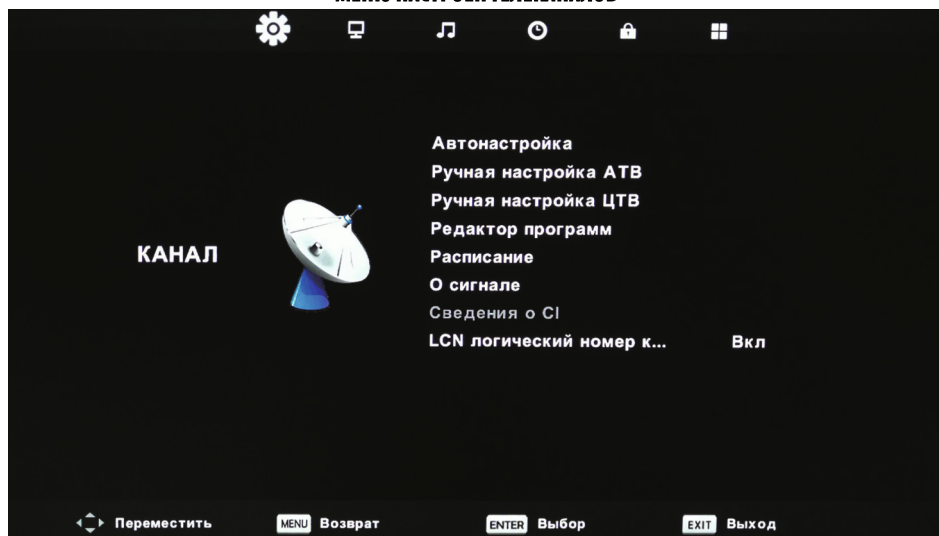 Автонастройка
Ручная настройка АТВ
Ручная настройка ЦТВ
Редактор программ
КАНАЛ
Расписание
О сигнале
Сведения о CI
LCN логический номер к... Вкл
Переместить MENU Возврат ENTER Выбор EXIT Выход